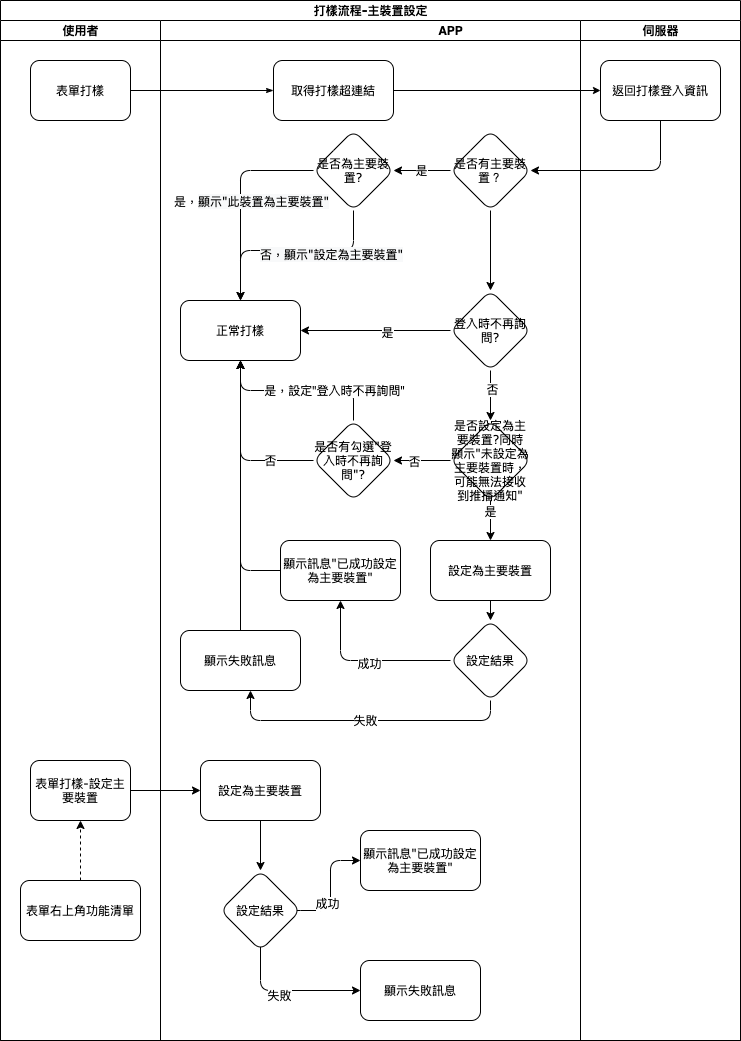 打樣流程–主裝置設定
使用者
APP
伺服器
表單打樣
取得打樣超連結
返回打樣登入資訊
是否為主要裝
置?
是
是否有主要裝
置？
是，顯示"此裝置為主要裝置"
否，顯示"設定為主要裝置"
正常打樣
是
登入時不再詢
問?
否
是，設定"登入時不再詢問"
是否有勾選"登
入時不再詢
問"?
否
否
是否設定為主
要裝置?同時
顯示"未設定為
主要裝置時，
可能無法接收
到推播通知"
是
顯示訊息"已成功設定
為主要裝置"
設定為主要裝置
顯示失敗訊息
成功
設定結果
失敗
表單打樣-設定主
要裝置
設定為主要裝置
顯示訊息"已成功設定
為主要裝置"
表單右上角功能清單
設定結果
成功
失敗
顯示失敗訊息